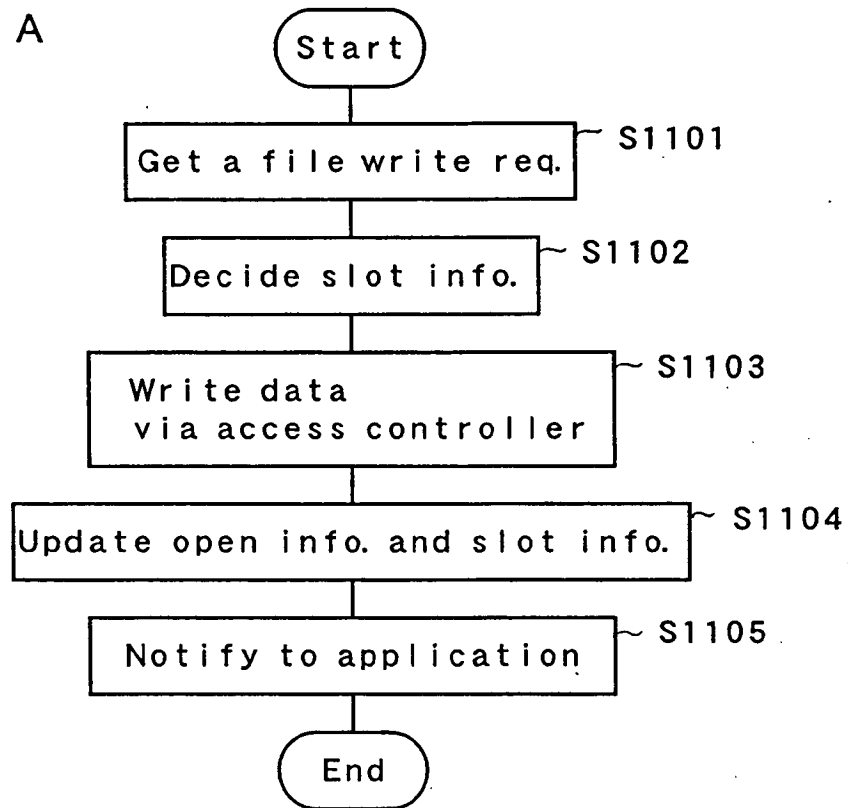 A
Start
Get a file write req.
S1101
Decide slot info.
S1102
Write data
via access controller
S1103
Update open info. and slot info.
S1104
Notify to application
S1105
End